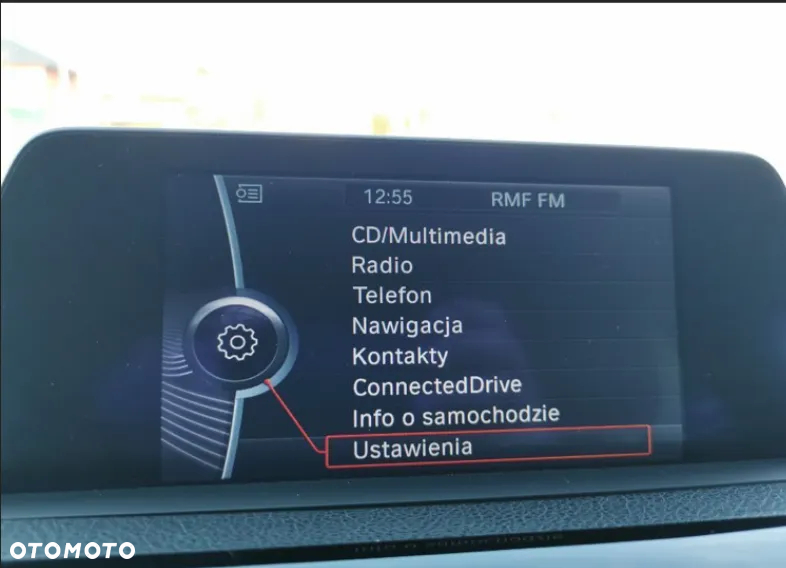 12:55 RMF FM
CD/Multimedia
Radio
Telefon
Nawigacja
Kontakty
ConnectedDrive
Info o samochodzie
Ustawienia
OTOMOTO